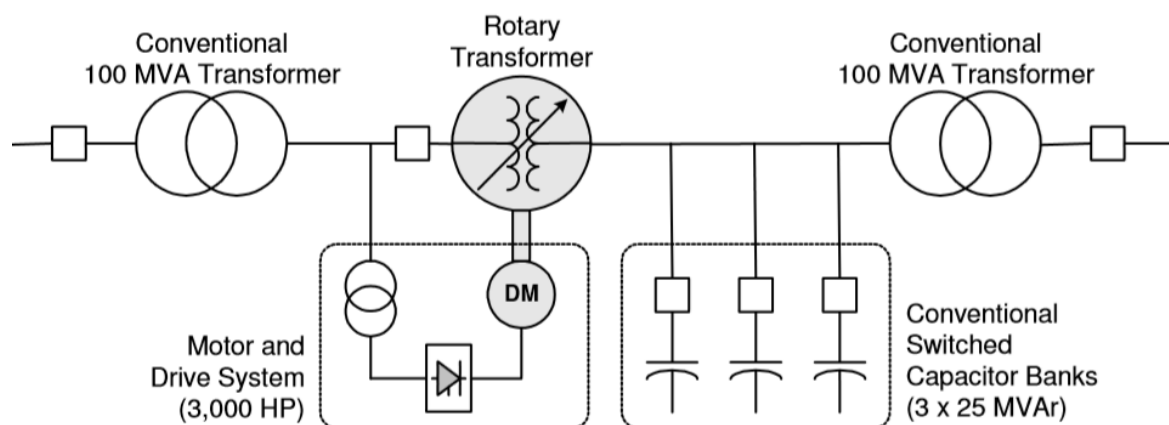 Conventional
100 MVA Transformer
Rotary
Transformer
Conventional
100 MVA Transformer
DM
Motor and
Drive System
(3,000 HP)
Conventional
Switched
Capacitor Banks
(3 x 25 MVAr)